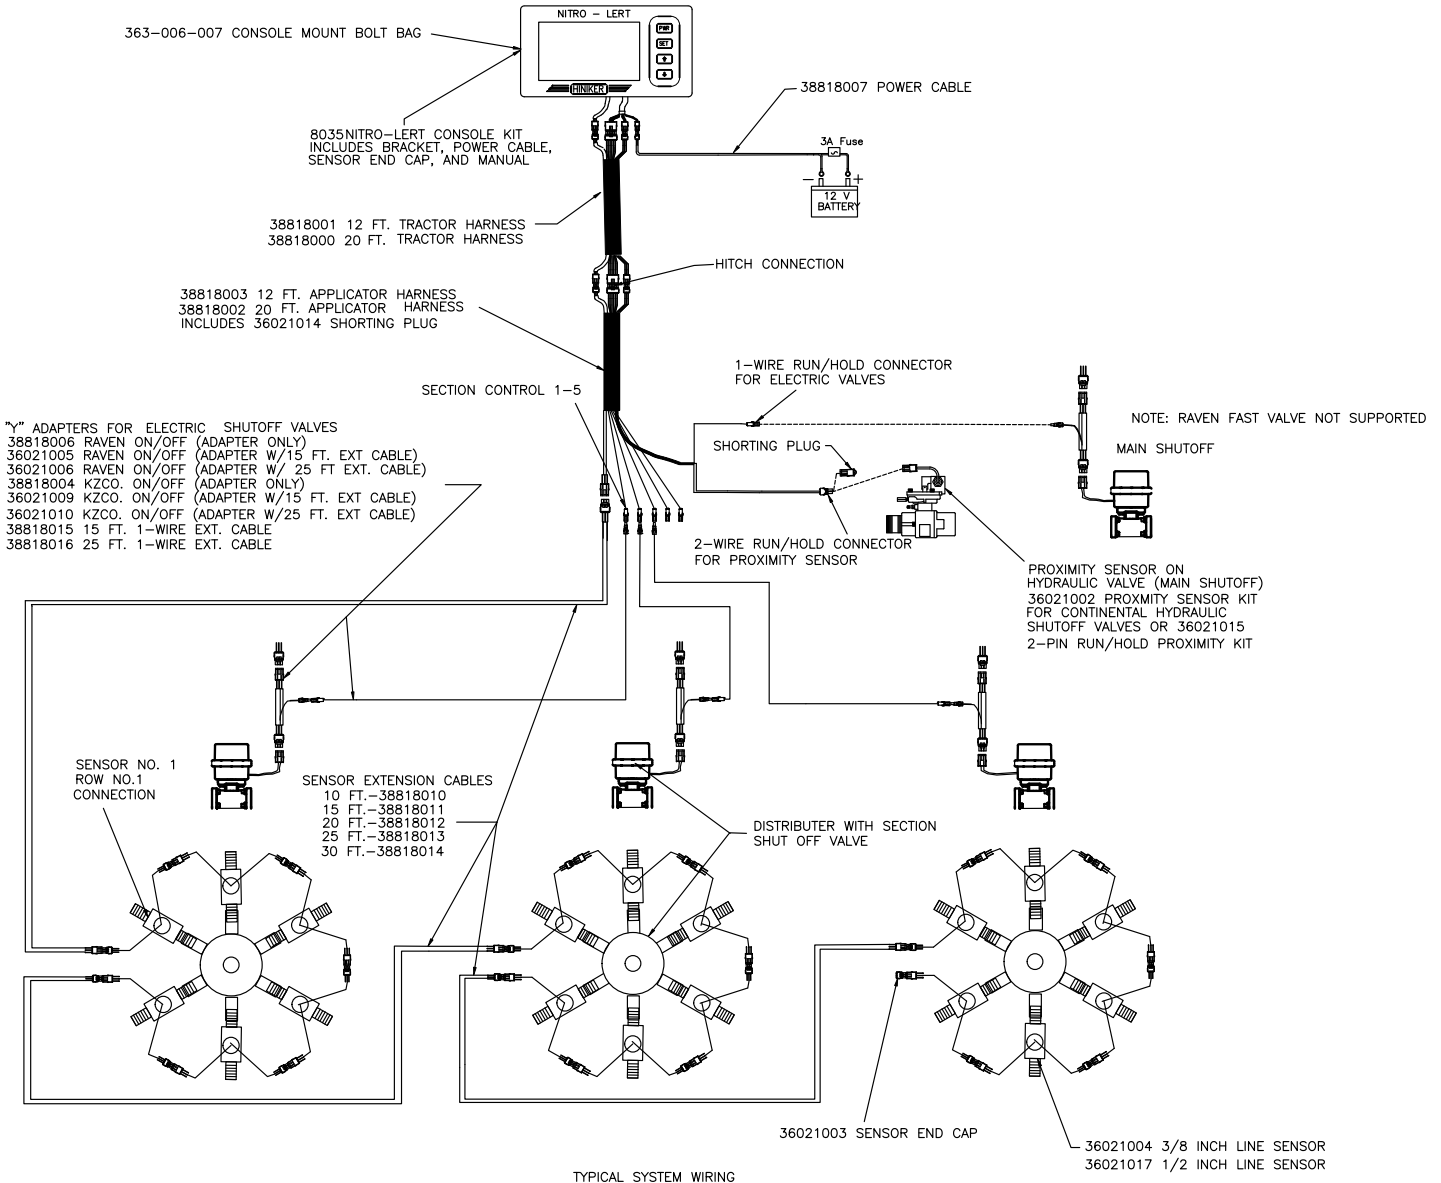 NITRO - LERT
PWR
SET
HINIKER
363-006-007 CONSOLE MOUNT BOLT BAG
38818007 POWER CABLE
8035NITRO-LERT CONSOLE KIT
INCLUDES BRACKET, POWER CABLE,
SENSOR END CAP, AND MANUAL
3A Fuse
- +
12 V
BATTERY
38818001 12 FT. TRACTOR HARNESS
38818000 20 FT. TRACTOR HARNESS
HITCH CONNECTION
38818003 12 FT. APPLICATOR HARNESS
38818002 20 FT. APPLICATOR HARNESS
INCLUDES 36021014 SHORTING PLUG
SECTION CONTROL 1-5
1-WIRE RUN/HOLD CONNECTOR
FOR ELECTRIC VALVES
NOTE: RAVEN FAST VALVE NOT SUPPORTED
MAIN SHUTOFF
SHORTING PLUG
"Y" ADAPTERS FOR ELECTRIC SHUTOFF VALVES
38818006 RAVEN ON/OFF (ADAPTER ONLY)
36021005 RAVEN ON/OFF (ADAPTER W/15 FT. EXT CABLE)
36021006 RAVEN ON/OFF (ADAPTER W/ 25 FT EXT. CABLE)
38818004 KZCO. ON/OFF (ADAPTER ONLY)
36021009 KZCO. ON/OFF (ADAPTER W/15 FT. EXT CABLE)
36021010 KZCO. ON/OFF (ADAPTER W/25 FT. EXT CABLE)
38818015 15 FT. 1-WIRE EXT. CABLE
38818016 25 FT. 1-WIRE EXT. CABLE
2-WIRE RUN/HOLD CONNECTOR
FOR PROXIMITY SENSOR
PROXIMITY SENSOR ON
HYDRAULIC VALVE (MAIN SHUTOFF)
36021002 PROXMITY SENSOR KIT
FOR CONTINENTAL HYDRAULIC
SHUTOFF VALVES OR 36021015
2-PIN RUN/HOLD PROXIMITY KIT
SENSOR NO. 1
ROW NO.1
CONNECTION
SENSOR EXTENSION CABLES
10 FT.-38818010
15 FT.-38818011
20 FT.-38818012
25 FT.-38818013
30 FT.-38818014
DISTRIBUTER WITH SECTION
SHUT OFF VALVE
36021003 SENSOR END CAP
36021004 3/8 INCH LINE SENSOR
36021017 1/2 INCH LINE SENSOR
TYPICAL SYSTEM WIRING